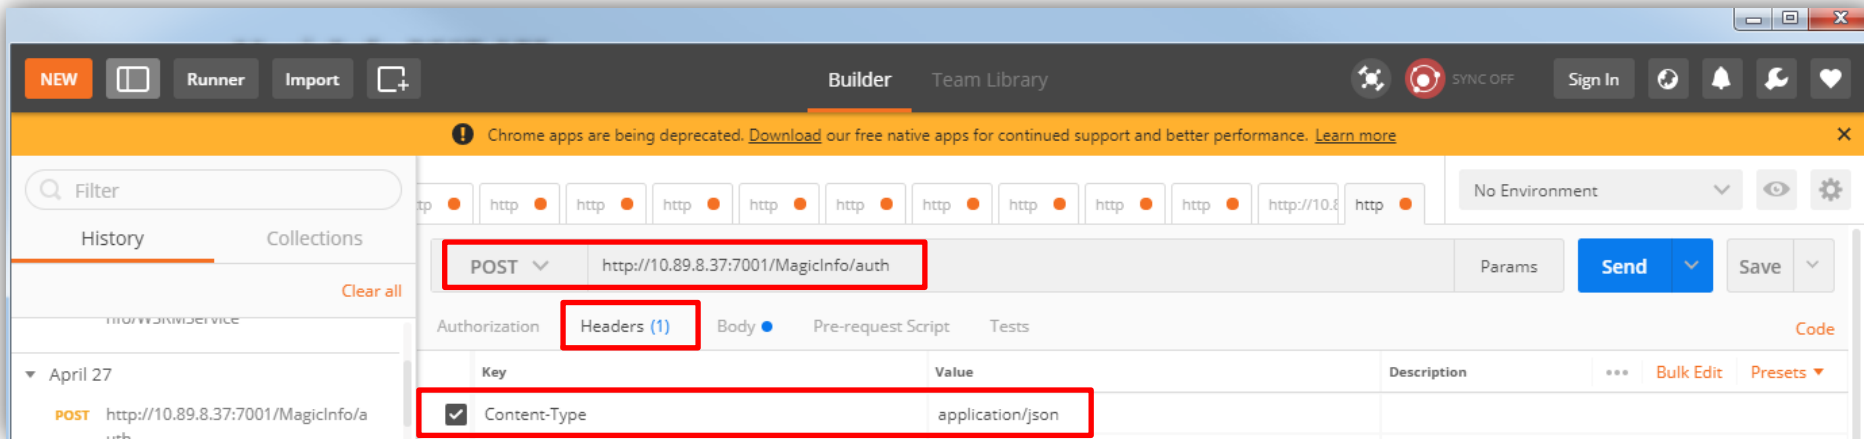 NEW Runner Import Builder Team Library SYNC OFF Sign In
Chrome apps are being deprecated. Download our free native apps for continued support and better performance. Learn more
Filter
tp http http http http http http http http http http://10.8 http
No Environment
History Collections
POST http://10.89.8.37:7001/MagicInfo/auth Params Send Save
Clear all
nfo/WSRMService
Authorization Headers (1) Body Pre-request Script Tests Code
Key Value Description ••• Bulk Edit Presets
April 27
Content-Type application/json
POST http://10.89.8.37:7001/MagicInfo/a
uth